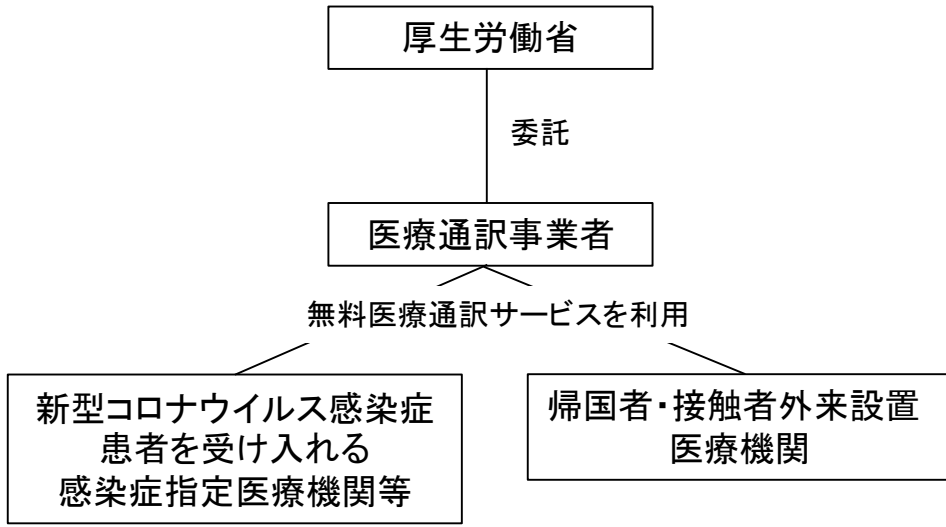 厚生労働省
委託
医療通訳事業者
無料医療通訳サービスを利用
新型コロナウイルス感染症
患者を受け入れる
感染症指定医療機関等
帰国者・接触者外来設置
医療機関